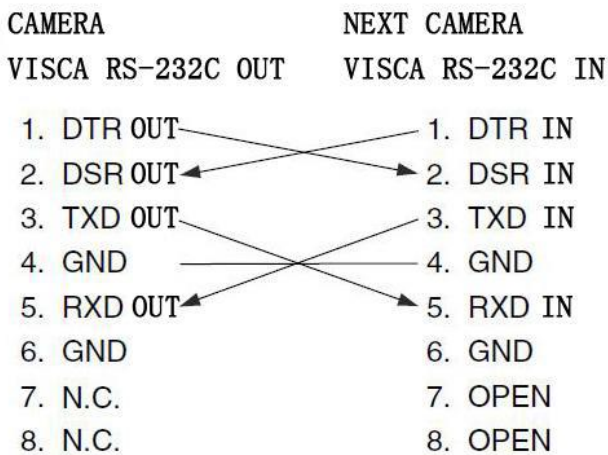 CAMERA NEXT CAMERA
VISCA RS-232C OUT VISCA RS-232C IN
1. DTR OUT 1. DTR IN
2. DSR OUT 2. DSR IN
3. TXD OUT 3. TXD IN
4. GND 4. GND
5. RXD OUT 5. RXD IN
6. GND 6. GND
7. N.C. 7. OPEN
8. N.C. 8. OPEN